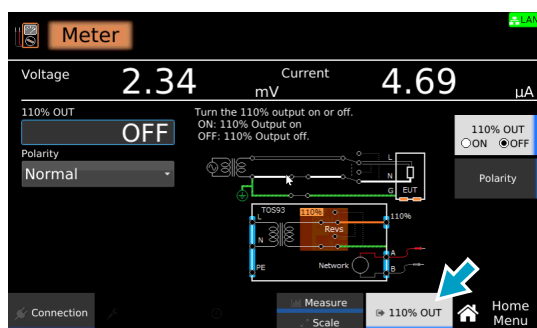 LAN
Meter
Voltage 2.34 mV Current 4.69 μA
110% OUT
OFF
Polarity
Normal
Turn the 110% output on or off.
ON: 110% Output on
OFF: 110% Output off.
L
N
G EUT
TOS93 110%
L 110%
Revs
N
A
PE Network B
110% OUT
ON OFF
Polarity
Connection
Measure
Scale
110% OUT
Home
Menu